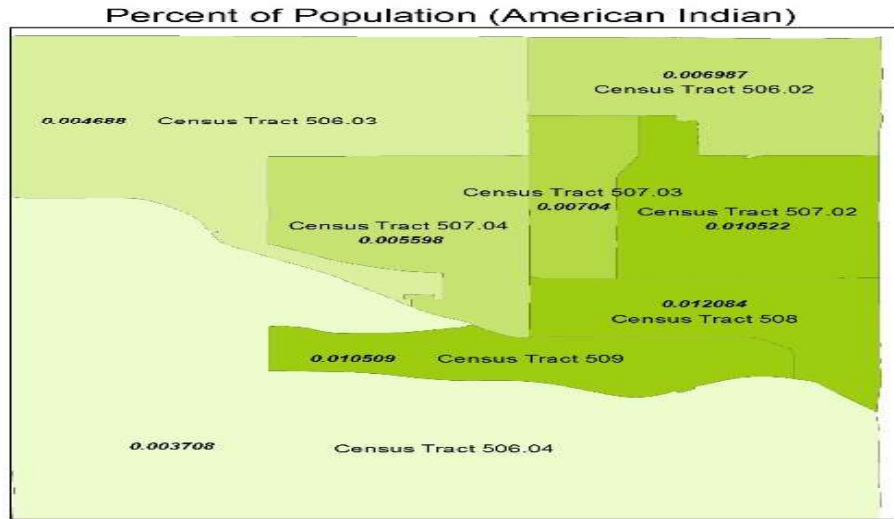 Percent of Population (American Indian)
0.006987
Census Tract 506.02
0.004688 Census Tract 506.03
Census Tract 507.03
0.00704
Census Tract 507.02
0.010522
Census Tract 507.04
0.005598
0.012084
Census Tract 508
0.010509 Census Tract 509
0.003708 Census Tract 506.04